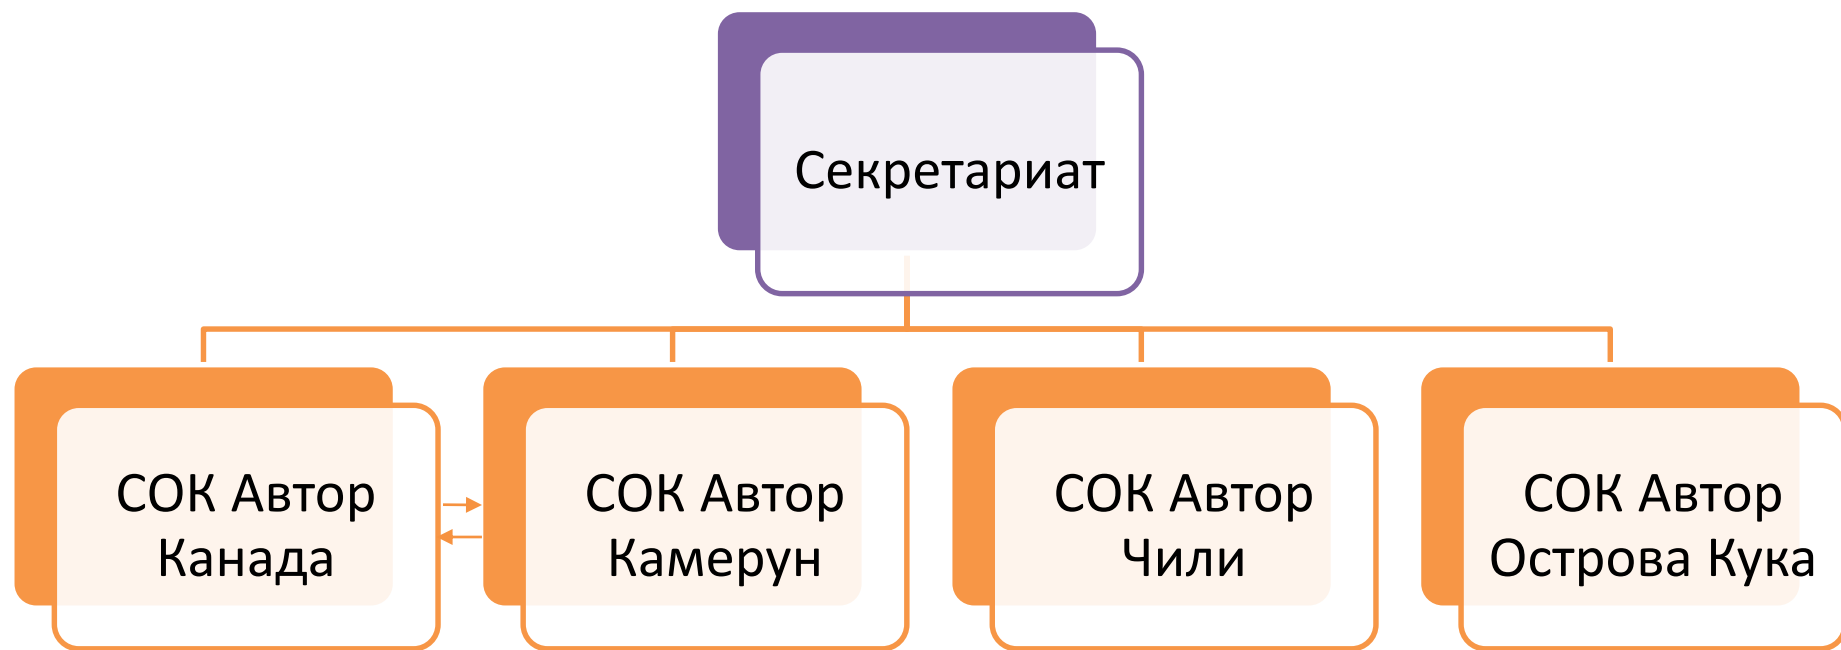 Секретариат
СОК Автор
Канада
СОК Автор
Камерун
СОК Автор
Чили
СОК Автор
Острова Кука